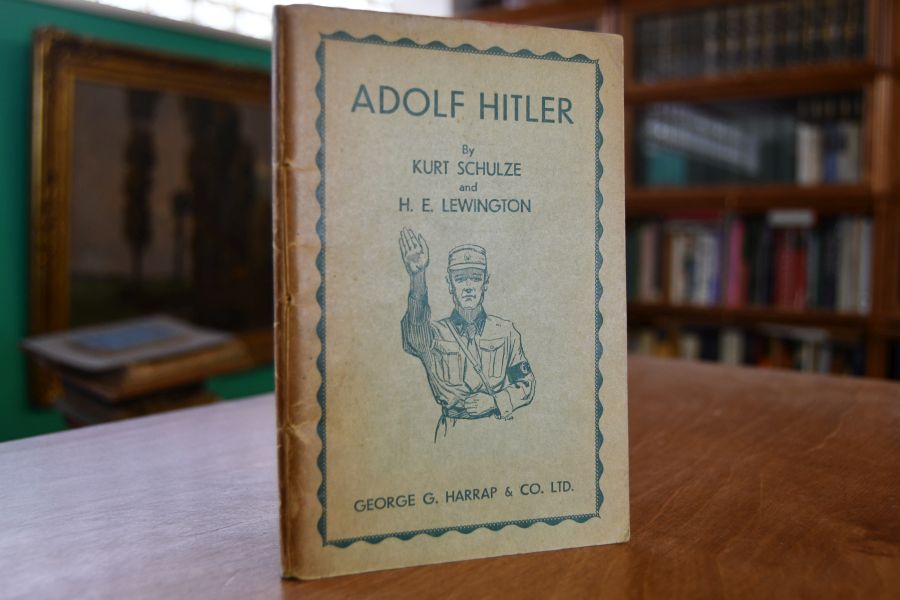 ADOLF HITLER
By
KURT SCHULZE
and
H. E. LEWINGTON
GEORGE G. HARRAP & CO. LTD.